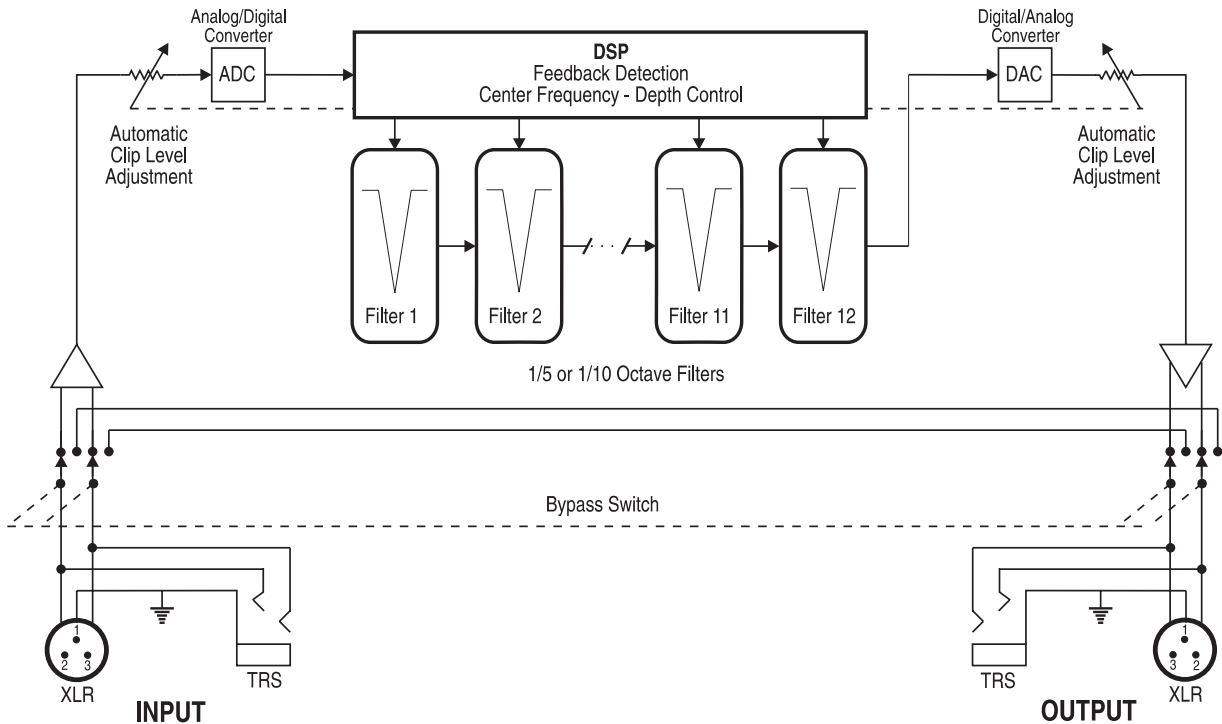 Analog/Digital
Converter
ADC
DSP
Feedback Detection
Center Frequency - Depth Control
Digital/Analog
Converter
DAC
Automatic
Clip Level
Adjustment
Automatic
Clip Level
Adjustment
Filter 1
Filter 2
· · ·
Filter 11
Filter 12
1/5 or 1/10 Octave Filters
Bypass Switch
1
2
3
XLR
TRS
INPUT
TRS
1
3
2
XLR
OUTPUT